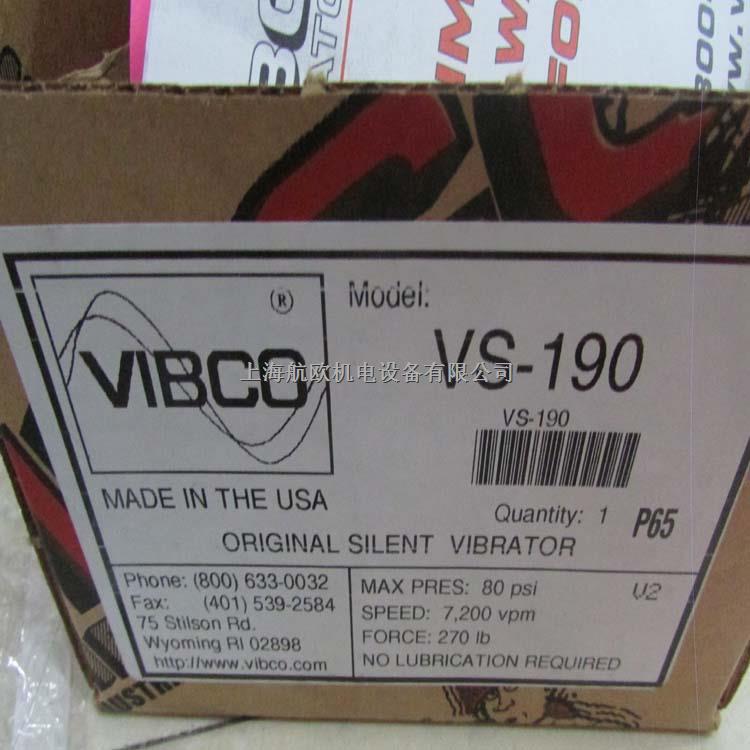 VIBCO
®
MADE IN THE USA
Model:
VS-190
VS-190
Quantity: 1
P65
ORIGINAL SILENT VIBRATOR
Phone: (800) 633-0032
Fax: (401) 539-2584
75 Stilson Rd.
Wyoming RI 02898
http://www.vibco.com
MAX PRES: 80 psi
V2
SPEED: 7,200 vpm
FORCE: 270 lb
NO LUBRICATION REQUIRED
上海航欧机电设备有限公司